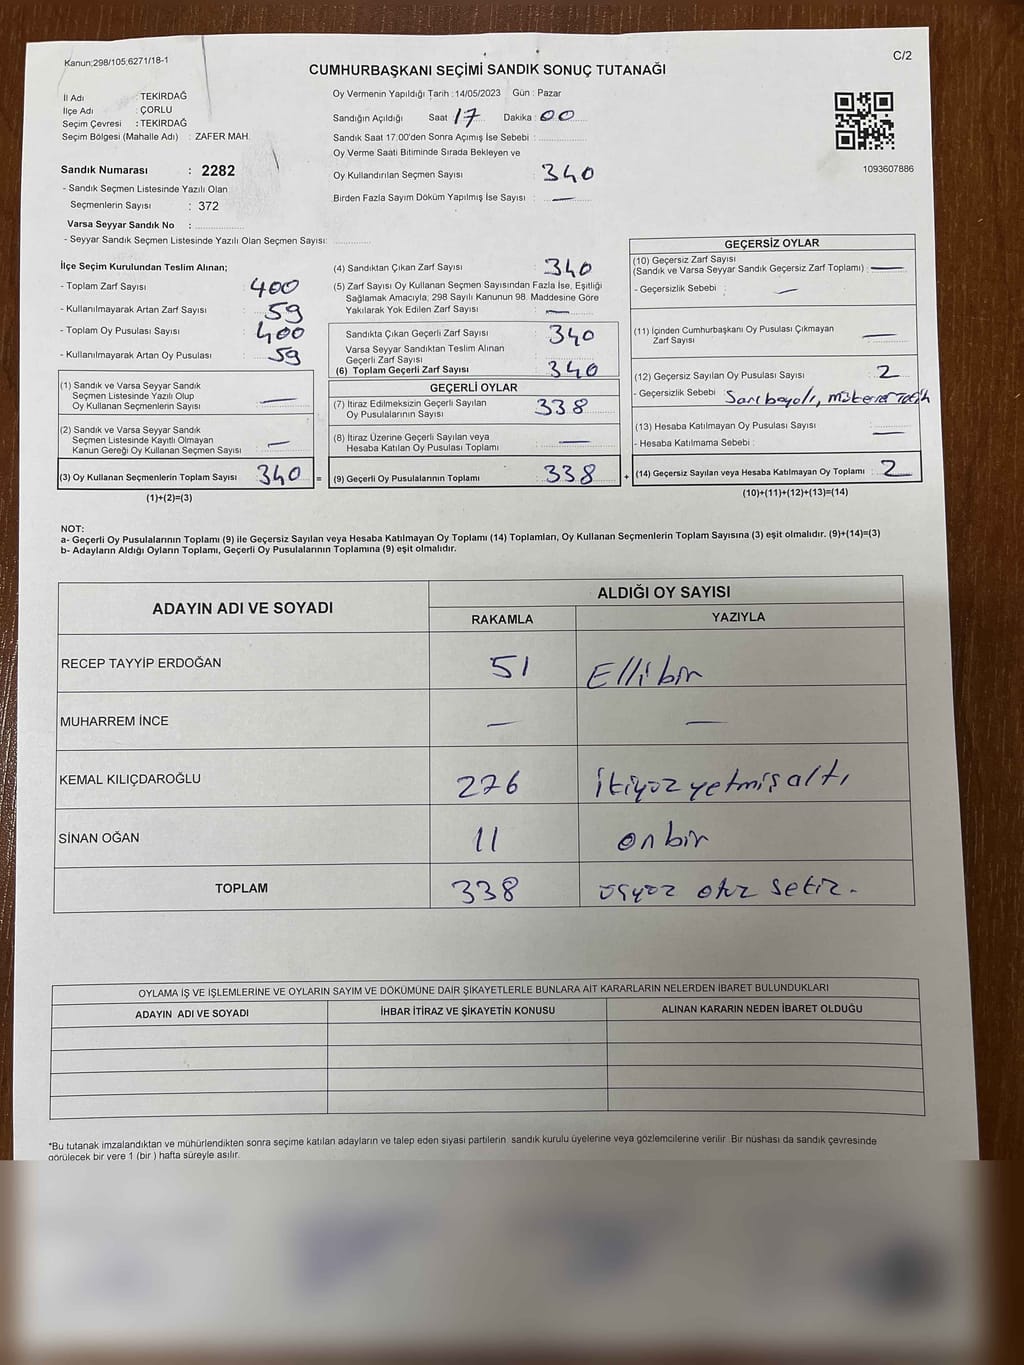 Kanun;298/105;6271/18-1
C/2
CUMHURBAŞKANI SEÇİMİ SANDIK SONUÇ TUTANAĞI
İl Adı : TEKİRDAĞ
İlçe Adı : ÇORLU
Seçim Çevresi : TEKİRDAĞ
Seçim Bölgesi (Mahalle Adı) : ZAFER MAH.
Sandık Numarası : 2282
- Sandık Seçmen Listesinde Yazılı Olan
Seçmenlerin Sayısı : 372
Varsa Seyyar Sandık No :
- Seyyar Sandık Seçmen Listesinde Yazılı Olan Seçmen Sayısı:
Oy Vermenin Yapıldığı Tarih : 14/05/2023 Gün : Pazar
Sandığın Açıldığı Saat 17 Dakika : 00
Sandık Saat 17:00'den Sonra Açımış İse Sebebi :
Oy Verme Saati Bitiminde Sırada Bekleyen ve
Oy Kullandırılan Seçmen Sayısı : 340
Birden Fazla Sayım Döküm Yapılmış İse Sayısı : —
1093607886
İlçe Seçim Kurulundan Teslim Alınan;
- Toplam Zarf Sayısı : 400
- Kullanılmayarak Artan Zarf Sayısı : 59
- Toplam Oy Pusulası Sayısı : 400
- Kullanılmayarak Artan Oy Pusulası : 59
(1) Sandık ve Varsa Seyyar Sandık
Seçmen Listesinde Yazılı Olup
Oy Kullanan Seçmenlerin Sayısı : —
(2) Sandık ve Varsa Seyyar Sandık
Seçmen Listesinde Kayıtlı Olmayan
Kanun Gereği Oy Kullanan Seçmen Sayısı : —
(3) Oy Kullanan Seçmenlerin Toplam Sayısı : 340 =
(1)+(2)=(3)
(4) Sandıktan Çıkan Zarf Sayısı : 340
(5) Zarf Sayısı Oy Kullanan Seçmen Sayısından Fazla İse, Eşitliği
Sağlamak Amacıyla; 298 Sayılı Kanunun 98. Maddesine Göre
Yakılarak Yok Edilen Zarf Sayısı : —
Sandıkta Çıkan Geçerli Zarf Sayısı : 340
Varsa Seyyar Sandıktan Teslim Alınan
Geçerli Zarf Sayısı
(6) Toplam Geçerli Zarf Sayısı : 340
GEÇERLİ OYLAR
(7) İtiraz Edilmeksizin Geçerli Sayılan
Oy Pusulalarının Sayısı : 338
(8) İtiraz Üzerine Geçerli Sayılan veya
Hesaba Katılan Oy Pusulası Toplamı : —
(9) Geçerli Oy Pusulalarının Toplamı : 338 +
GEÇERSİZ OYLAR
(10) Geçersiz Zarf Sayısı
(Sandık ve Varsa Seyyar Sandık Geçersiz Zarf Toplamı) : —
- Geçersizlik Sebebi : —
(11) İçinden Cumhurbaşkanı Oy Pusulası Çıkmayan
Zarf Sayısı : —
(12) Geçersiz Sayılan Oy Pusulası Sayısı : 2
- Geçersizlik Sebebi :
(13) Hesaba Katılmayan Oy Pusulası Sayısı : —
- Hesaba Katılmama Sebebi :
(14) Geçersiz Sayılan veya Hesaba Katılmayan Oy Toplamı : 2
(10)+(11)+(12)+(13)=(14)
NOT:
a- Geçerli Oy Pusulalarının Toplamı (9) ile Geçersiz Sayılan veya Hesaba Katılmayan Oy Toplamı (14) Toplamları, Oy Kullanan Seçmenlerin Toplam Sayısına (3) eşit olmalıdır. (9)+(14)=(3)
b- Adayların Aldığı Oyların Toplamı, Geçerli Oy Pusulalarının Toplamına (9) eşit olmalıdır.
ADAYIN ADI VE SOYADI ALDIĞI OY SAYISI
RAKAMLA YAZIYLA
RECEP TAYYİP ERDOĞAN 51 Ellibir
MUHARREM İNCE — —
KEMAL KILIÇDAROĞLU 276 ikiyüz yetmiş altı
SİNAN OĞAN 11 onbir
TOPLAM 338 üçyüz otuz sekiz.
OYLAMA İŞ VE İŞLEMLERİNE VE OYLARIN SAYIM VE DÖKÜMÜNE DAİR ŞİKAYETLERLE BUNLARA AİT KARARLARIN NELERDEN İBARET BULUNDUKLARI
ADAYIN ADI VE SOYADI İHBAR İTİRAZ VE ŞİKAYETİN KONUSU ALINAN KARARIN NEDEN İBARET OLDUĞU
*Bu tutanak imzalandıktan ve mühürlendikten sonra seçime katılan adayların ve talep eden siyasi partilerin sandık kurulu üyelerine veya gözlemcilerine verilir Bir nüshası da sandık çevresinde
görülecek bir yere 1 (bir ) hafta süreyle asılır.